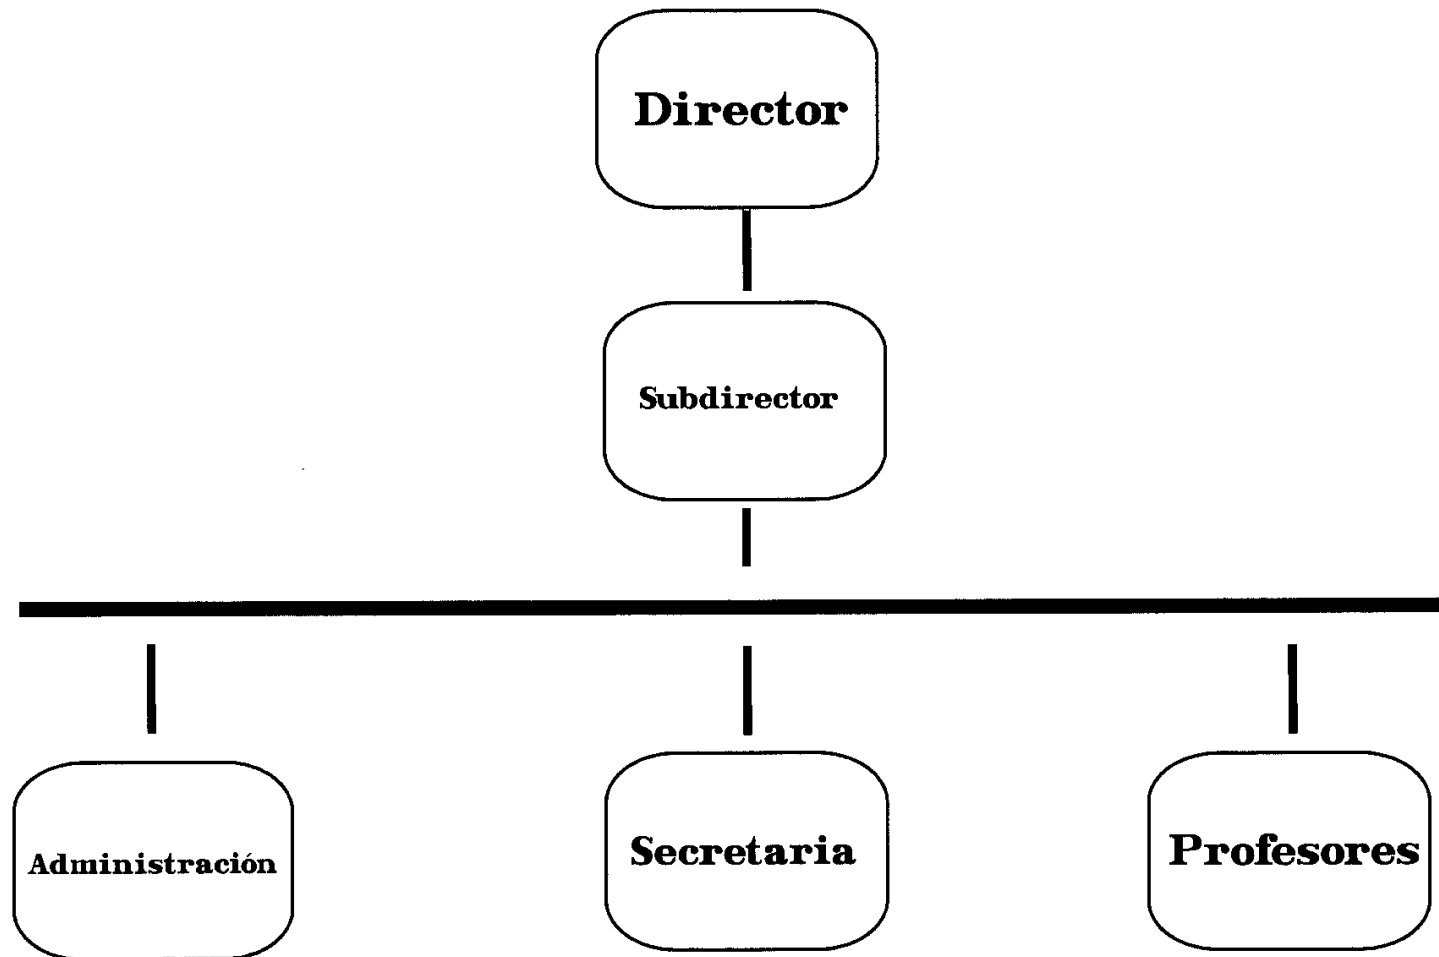 Director
Subdirector
Administración
Secretaria
Profesores